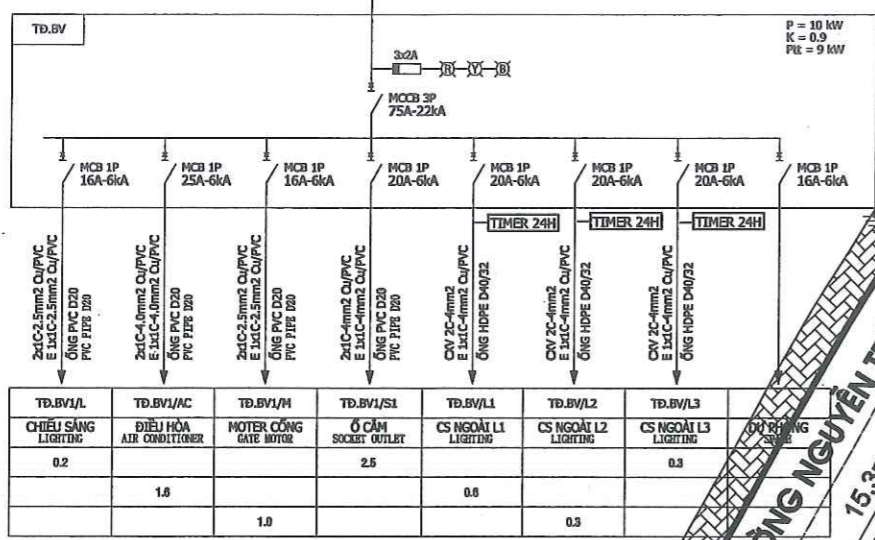 TĐ.BV
P = 10 kW
K = 0.9
Ptt = 9 kW
3x2A
R Y B
MCCB 3P
75A-22kA
MCB 1P
16A-6kA
MCB 1P
25A-6kA
MCB 1P
16A-6kA
MCB 1P
20A-6kA
MCB 1P
20A-6kA
MCB 1P
20A-6kA
MCB 1P
20A-6kA
MCB 1P
16A-6kA
TIMER 24H
TIMER 24H
TIMER 24H
2x1C-2.5mm2 Cu/PVC
E 1x1C-2.5mm2 Cu/PVC
ỐNG PVC D20
PVC PIPE D20
2x1C-4.0mm2 Cu/PVC
E-1x1C-4.0mm2 Cu/PVC
ỐNG PVC D20
PVC PIPE D20
2x1C-2.5mm2 Cu/PVC
E 1x1C-2.5mm2 Cu/PVC
ỐNG PVC D20
PVC PIPE D20
2x1C-4mm2 Cu/PVC
E 1x1C-4mm2 Cu/PVC
ỐNG PVC D20
PVC PIPE D20
CXV 2C-4mm2
E 1x1C-4mm2 Cu/PVC
ỐNG HDPE D40/32
CXV 2C-4mm2
E 1x1C-4mm2 Cu/PVC
ỐNG HDPE D40/32
CXV 2C-4mm2
E 1x1C-4mm2 Cu/PVC
ỐNG HDPE D40/32
TĐ.BV1/L
TĐ.BV1/AC
TĐ.BV1/M
TĐ.BV1/S1
TĐ.BV/L1
TĐ.BV/L2
TĐ.BV/L3
CHIẾU SÁNG
LIGHTING
ĐIỀU HÒA
AIR CONDITIONER
MOTER CỔNG
GATE MOTOR
Ổ CẮM
SOCKET OUTLET
CS NGOÀI L1
LIGHTING
CS NGOÀI L2
LIGHTING
CS NGOÀI L3
LIGHTING
DỰ PHÒNG
SPARE
0.2
2.5
0.3
1.6
0.6
1.0
0.3
NGUYỄN